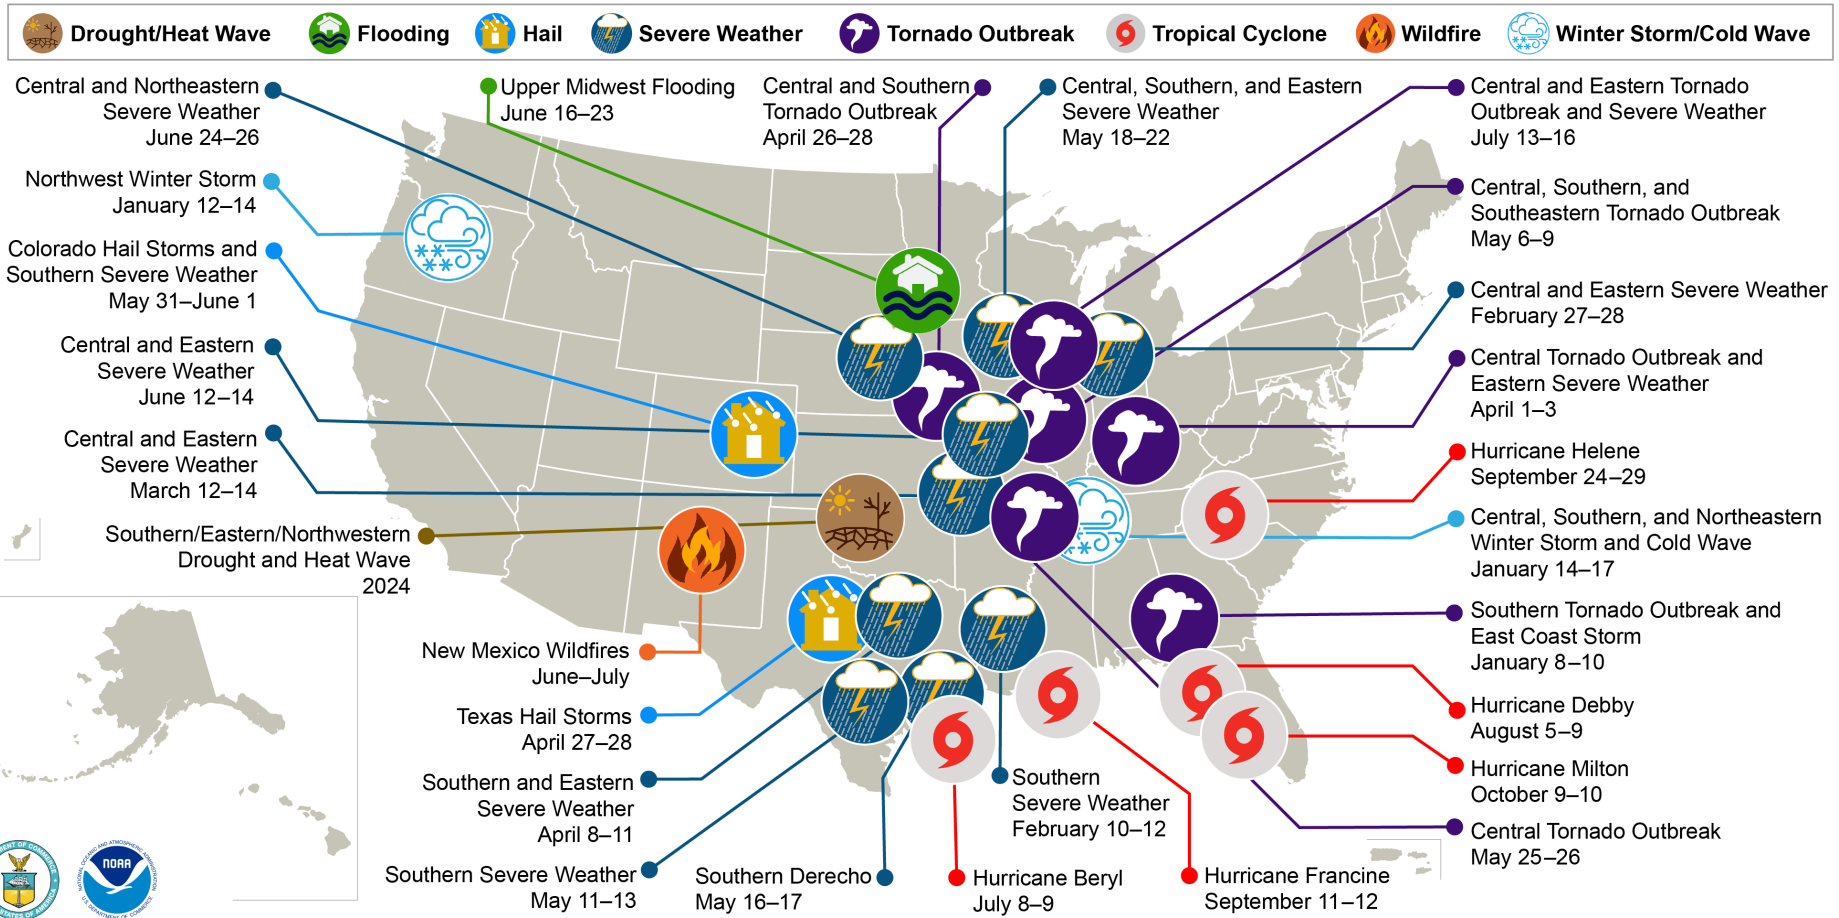 Drought/Heat Wave
Flooding
Hail
Severe Weather
Tornado Outbreak
Tropical Cyclone
Wildfire
Winter Storm/Cold Wave
Central and Northeastern
Severe Weather
June 24–26
Upper Midwest Flooding
June 16–23
Central and Southern
Tornado Outbreak
April 26–28
Central, Southern, and Eastern
Severe Weather
May 18–22
Central and Eastern Tornado
Outbreak and Severe Weather
July 13–16
Northwest Winter Storm
January 12–14
Central, Southern, and
Southeastern Tornado Outbreak
May 6–9
Colorado Hail Storms and
Southern Severe Weather
May 31–June 1
Central and Eastern Severe Weather
February 27–28
Central and Eastern
Severe Weather
June 12–14
Central Tornado Outbreak and
Eastern Severe Weather
April 1–3
Central and Eastern
Severe Weather
March 12–14
Hurricane Helene
September 24–29
Southern/Eastern/Northwestern
Drought and Heat Wave
2024
Central, Southern, and Northeastern
Winter Storm and Cold Wave
January 14–17
New Mexico Wildfires
June–July
Southern Tornado Outbreak and
East Coast Storm
January 8–10
Texas Hail Storms
April 27–28
Hurricane Debby
August 5–9
Southern and Eastern
Severe Weather
April 8–11
Southern
Severe Weather
February 10–12
Hurricane Milton
October 9–10
Central Tornado Outbreak
May 25–26
Southern Severe Weather
May 11–13
Southern Derecho
May 16–17
Hurricane Beryl
July 8–9
Hurricane Francine
September 11–12
NOAA
NATIONAL OCEANIC AND ATMOSPHERIC ADMINISTRATION
U.S. DEPARTMENT OF COMMERCE